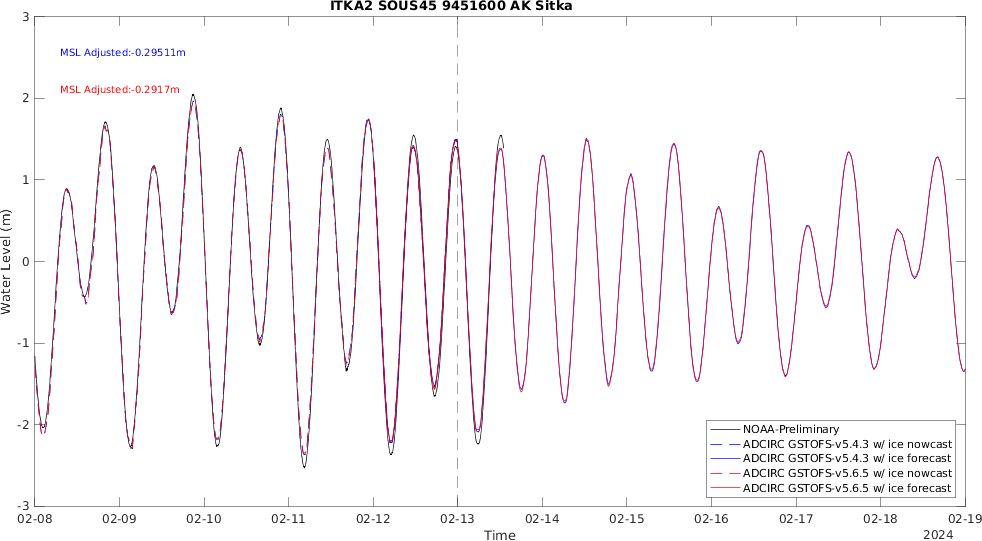 ITKA2 SOUS45 9451600 AK Sitka
MSL Adjusted:-0.29511m
MSL Adjusted:-0.2917m
3
2
1
0
-1
-2
-3
Water Level (m)
NOAA-Preliminary
ADCIRC GSTOFS-v5.4.3 w/ ice nowcast
ADCIRC GSTOFS-v5.4.3 w/ ice forecast
ADCIRC GSTOFS-v5.6.5 w/ ice nowcast
ADCIRC GSTOFS-v5.6.5 w/ ice forecast
02-08 02-09 02-10 02-11 02-12 02-13 02-14 02-15 02-16 02-17 02-18 02-19
Time
2024